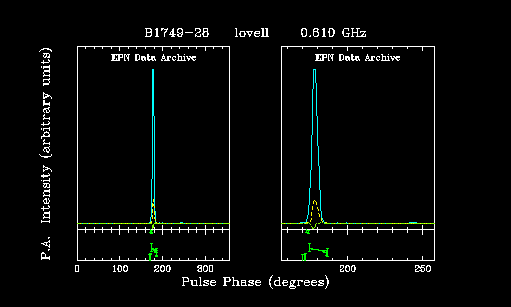 B1749-28 lovell 0.610 GHz
EPN Data Archive EPN Data Archive
P.A. Intensity (arbitrary units)
0 100 200 300 200 250
Pulse Phase (degrees)